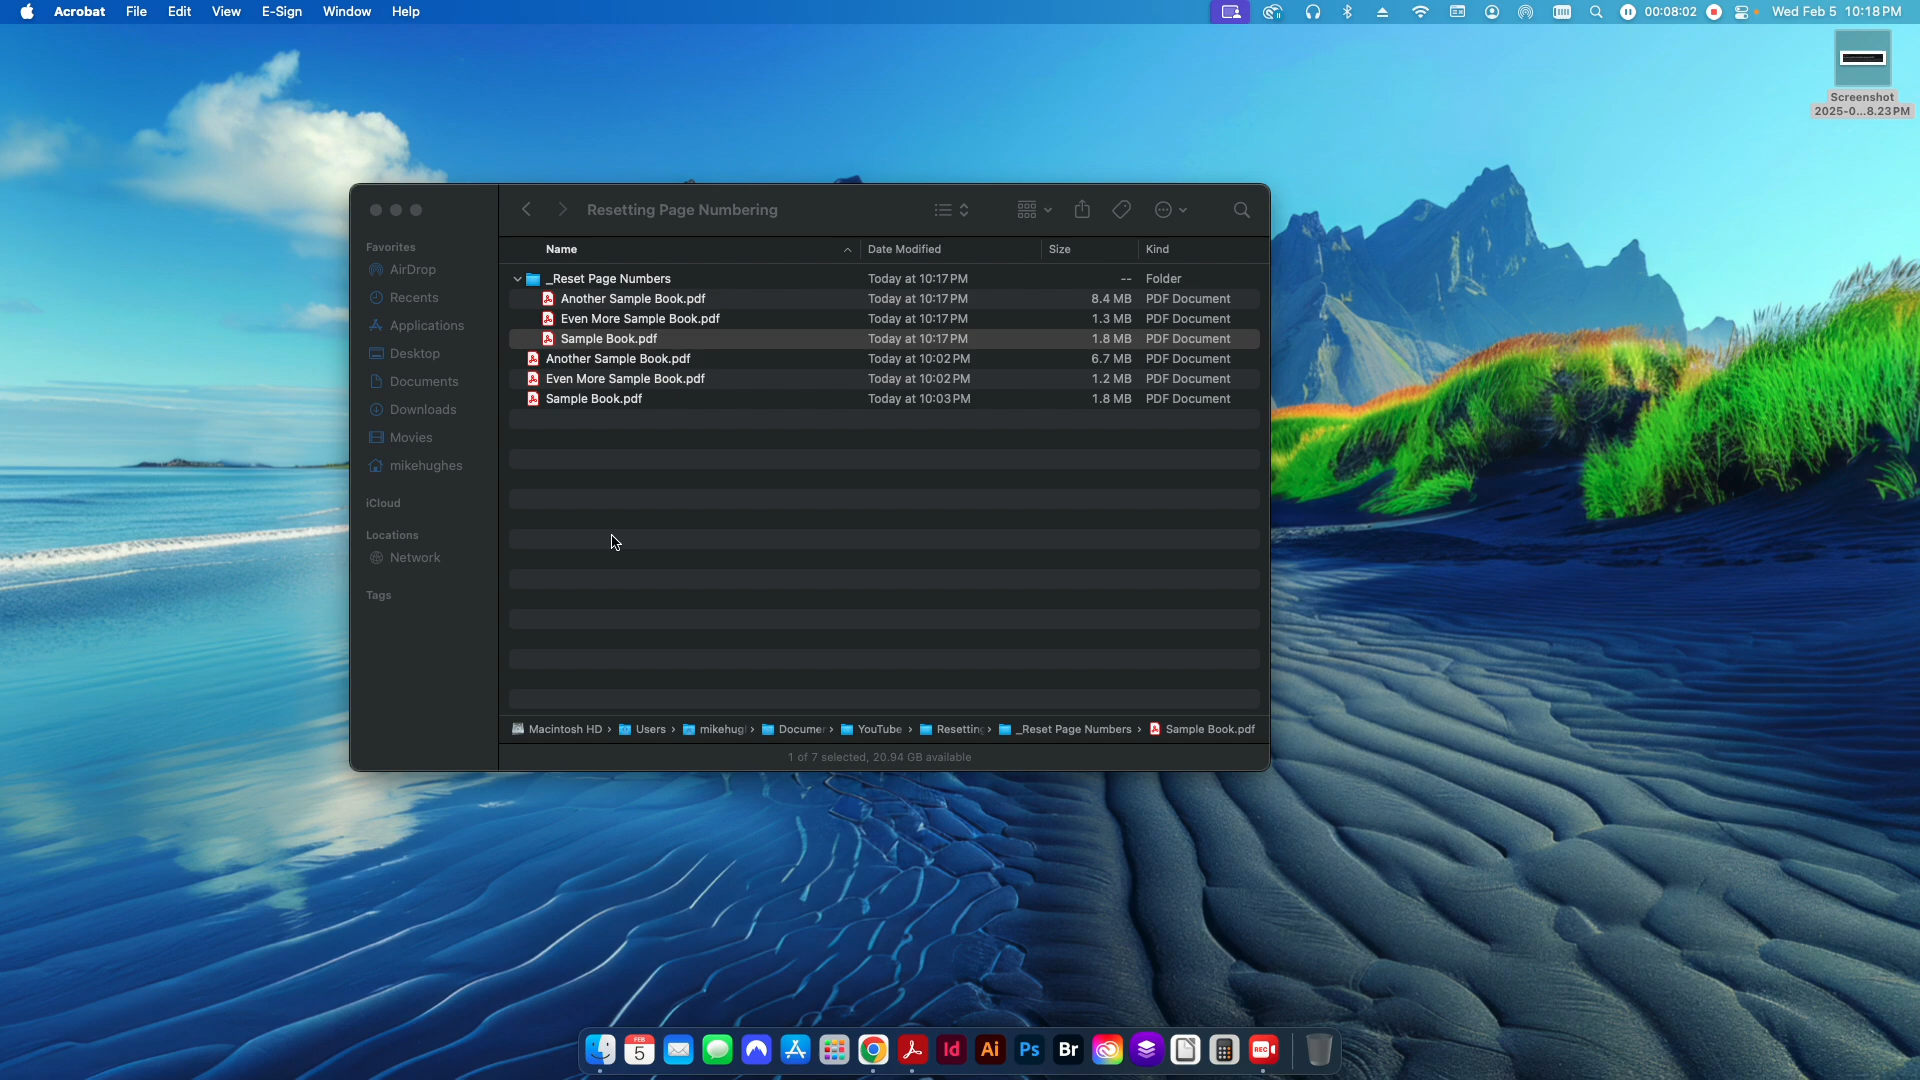 Acrobat File Edit View E-Sign Window Help 00:08:02 Wed Feb 5 10:18 PM
Screenshot
2025-0...8.23 PM
Resetting Page Numbering
Favorites
AirDrop
Recents
Applications
Desktop
Documents
Downloads
Movies
mikehughes
iCloud
Locations
Network
Tags
Name Date Modified Size Kind
_Reset Page Numbers Today at 10:17 PM -- Folder
Another Sample Book.pdf Today at 10:17 PM 8.4 MB PDF Document
Even More Sample Book.pdf Today at 10:17 PM 1.3 MB PDF Document
Sample Book.pdf Today at 10:17 PM 1.8 MB PDF Document
Another Sample Book.pdf Today at 10:02 PM 6.7 MB PDF Document
Even More Sample Book.pdf Today at 10:02 PM 1.2 MB PDF Document
Sample Book.pdf Today at 10:03 PM 1.8 MB PDF Document
Macintosh HD › Users › mikehugl › Documer › YouTube › Resetting › _Reset Page Numbers › Sample Book.pdf
1 of 7 selected, 20.94 GB available
FEB
5
Id Ai Ps Br REC